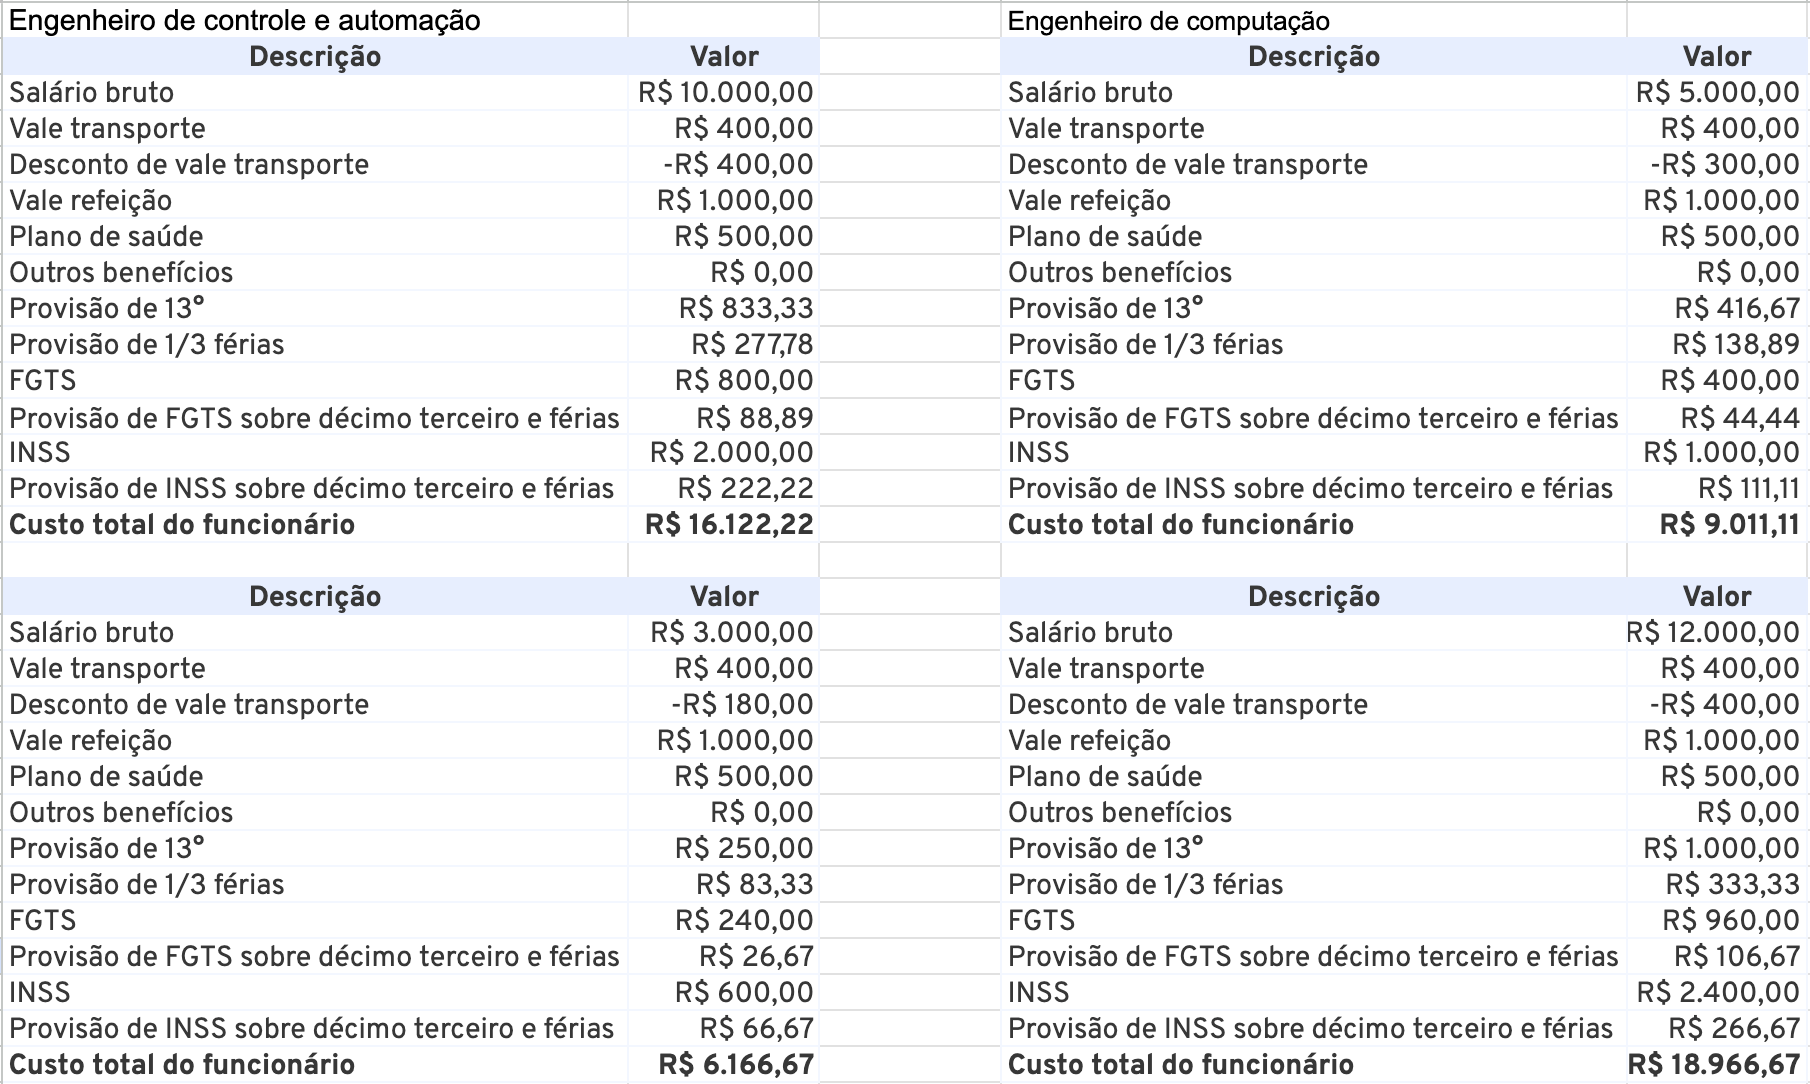 Engenheiro de controle e automação
Descrição Valor
Salário bruto R$ 10.000,00
Vale transporte R$ 400,00
Desconto de vale transporte -R$ 400,00
Vale refeição R$ 1.000,00
Plano de saúde R$ 500,00
Outros benefícios R$ 0,00
Provisão de 13° R$ 833,33
Provisão de 1/3 férias R$ 277,78
FGTS R$ 800,00
Provisão de FGTS sobre décimo terceiro e férias R$ 88,89
INSS R$ 2.000,00
Provisão de INSS sobre décimo terceiro e férias R$ 222,22
Custo total do funcionário R$ 16.122,22
Engenheiro de computação
Descrição Valor
Salário bruto R$ 5.000,00
Vale transporte R$ 400,00
Desconto de vale transporte -R$ 300,00
Vale refeição R$ 1.000,00
Plano de saúde R$ 500,00
Outros benefícios R$ 0,00
Provisão de 13° R$ 416,67
Provisão de 1/3 férias R$ 138,89
FGTS R$ 400,00
Provisão de FGTS sobre décimo terceiro e férias R$ 44,44
INSS R$ 1.000,00
Provisão de INSS sobre décimo terceiro e férias R$ 111,11
Custo total do funcionário R$ 9.011,11
Descrição Valor
Salário bruto R$ 3.000,00
Vale transporte R$ 400,00
Desconto de vale transporte -R$ 180,00
Vale refeição R$ 1.000,00
Plano de saúde R$ 500,00
Outros benefícios R$ 0,00
Provisão de 13° R$ 250,00
Provisão de 1/3 férias R$ 83,33
FGTS R$ 240,00
Provisão de FGTS sobre décimo terceiro e férias R$ 26,67
INSS R$ 600,00
Provisão de INSS sobre décimo terceiro e férias R$ 66,67
Custo total do funcionário R$ 6.166,67
Descrição Valor
Salário bruto R$ 12.000,00
Vale transporte R$ 400,00
Desconto de vale transporte -R$ 400,00
Vale refeição R$ 1.000,00
Plano de saúde R$ 500,00
Outros benefícios R$ 0,00
Provisão de 13° R$ 1.000,00
Provisão de 1/3 férias R$ 333,33
FGTS R$ 960,00
Provisão de FGTS sobre décimo terceiro e férias R$ 106,67
INSS R$ 2.400,00
Provisão de INSS sobre décimo terceiro e férias R$ 266,67
Custo total do funcionário R$ 18.966,67